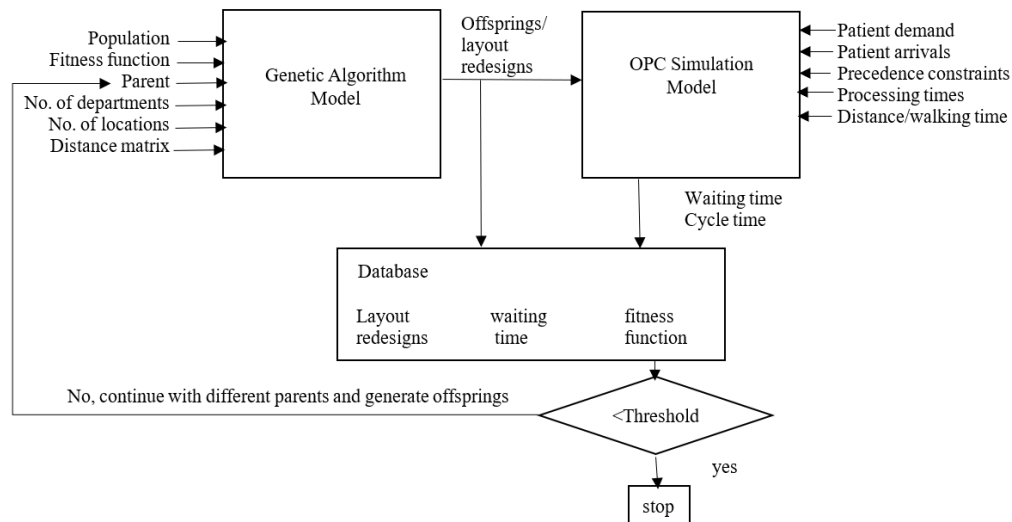 Population
Fitness function
Parent
No. of departments
No. of locations
Distance matrix
Genetic Algorithm
Model
Offsprings/
layout
redesigns
OPC Simulation
Model
Patient demand
Patient arrivals
Precedence constraints
Processing times
Distance/walking time
Waiting time
Cycle time
Database
Layout
redesigns
waiting
time
fitness
function
No, continue with different parents and generate offsprings
<Threshold
yes
stop